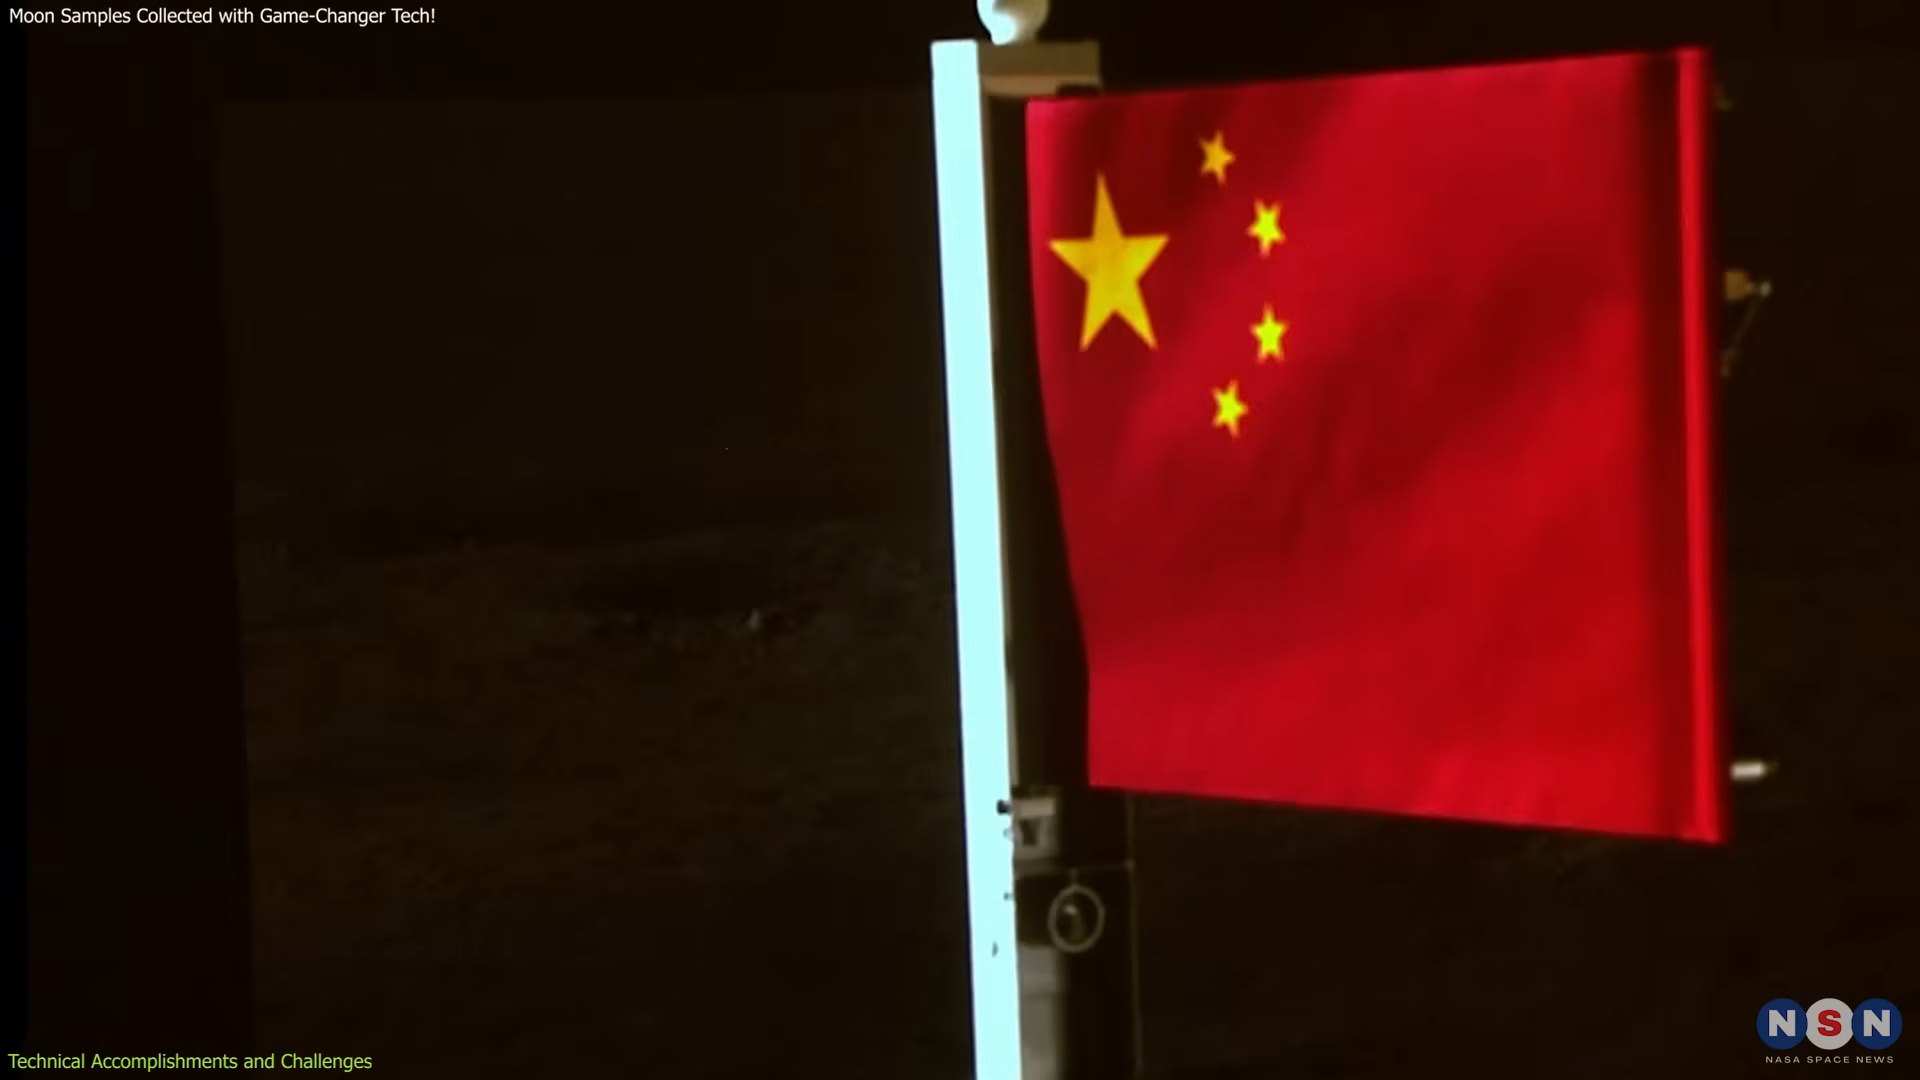 Moon Samples Collected with Game-Changer Tech!
Technical Accomplishments and Challenges
NSN
NASA SPACE NEWS